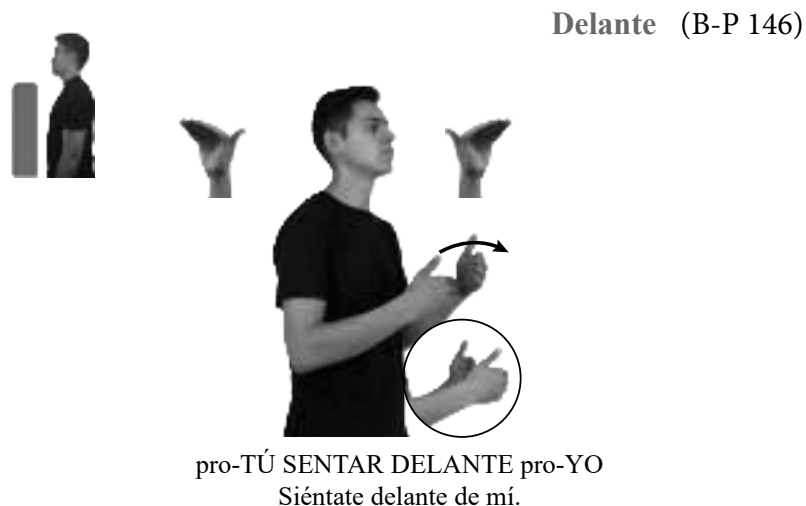 Delante (B-P 146)
pro-TÚ SENTAR DELANTE pro-YO
Siéntate delante de mí.